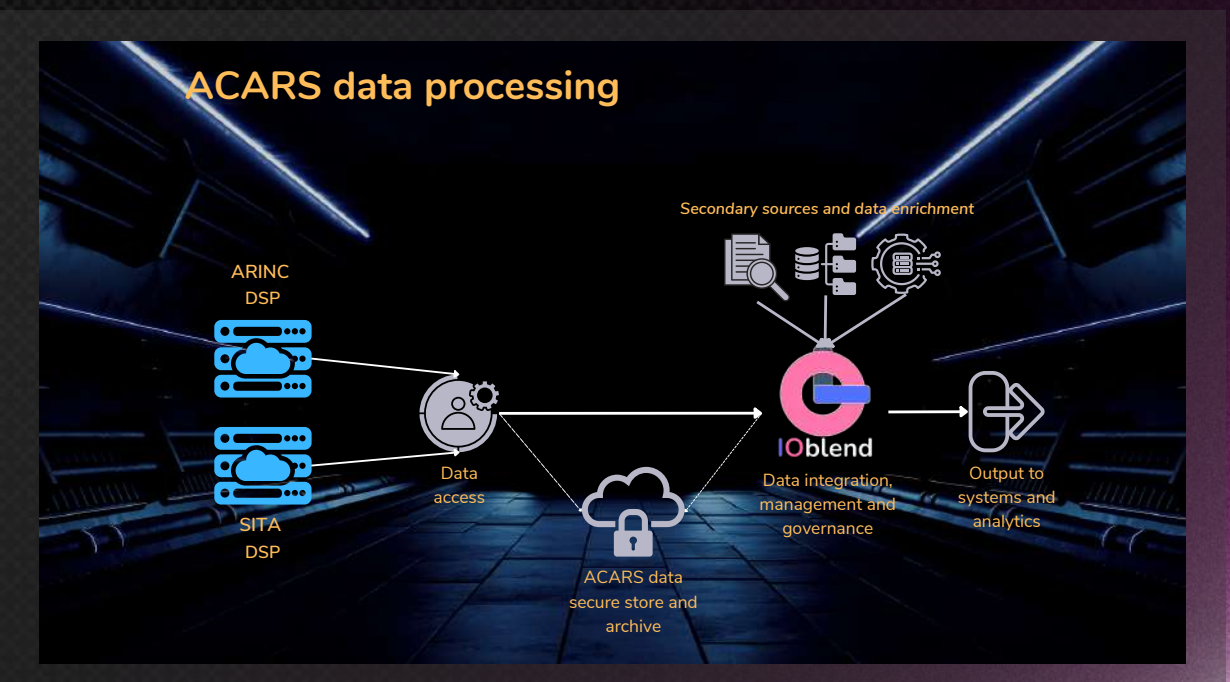 ACARS data processing
Secondary sources and data enrichment
ARINC
DSP
SITA
DSP
Data
access
ACARS data
secure store and
archive
IOblend
Data integration,
management and
governance
Output to
systems and
analytics